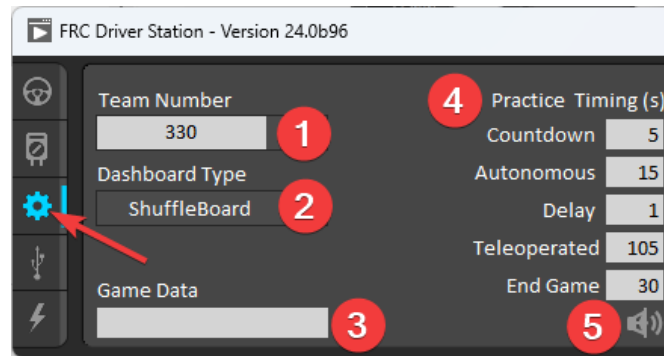 FRC Driver Station - Version 24.0b96
Team Number
330
1
Dashboard Type
ShuffleBoard
2
Game Data
3
4
Practice Timing (s)
Countdown 5
Autonomous 15
Delay 1
Teleoperated 105
End Game 30
5